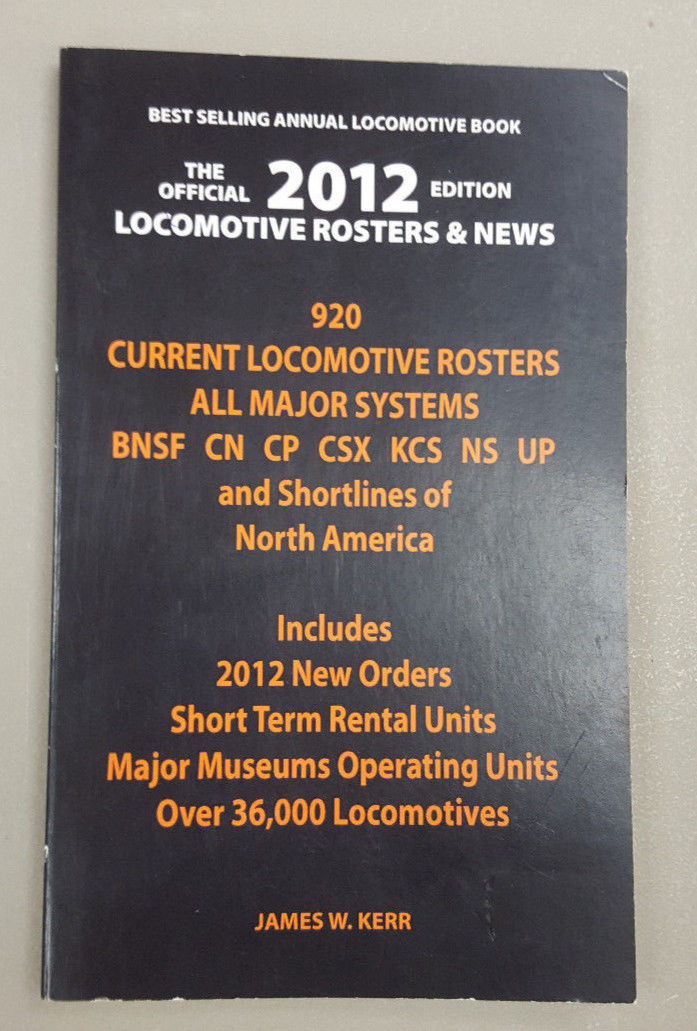 BEST SELLING ANNUAL LOCOMOTIVE BOOK
THE OFFICIAL 2012 EDITION
LOCOMOTIVE ROSTERS & NEWS
920
CURRENT LOCOMOTIVE ROSTERS
ALL MAJOR SYSTEMS
BNSF CN CP CSX KCS NS UP
and Shortlines of
North America
Includes
2012 New Orders
Short Term Rental Units
Major Museums Operating Units
Over 36,000 Locomotives
JAMES W. KERR